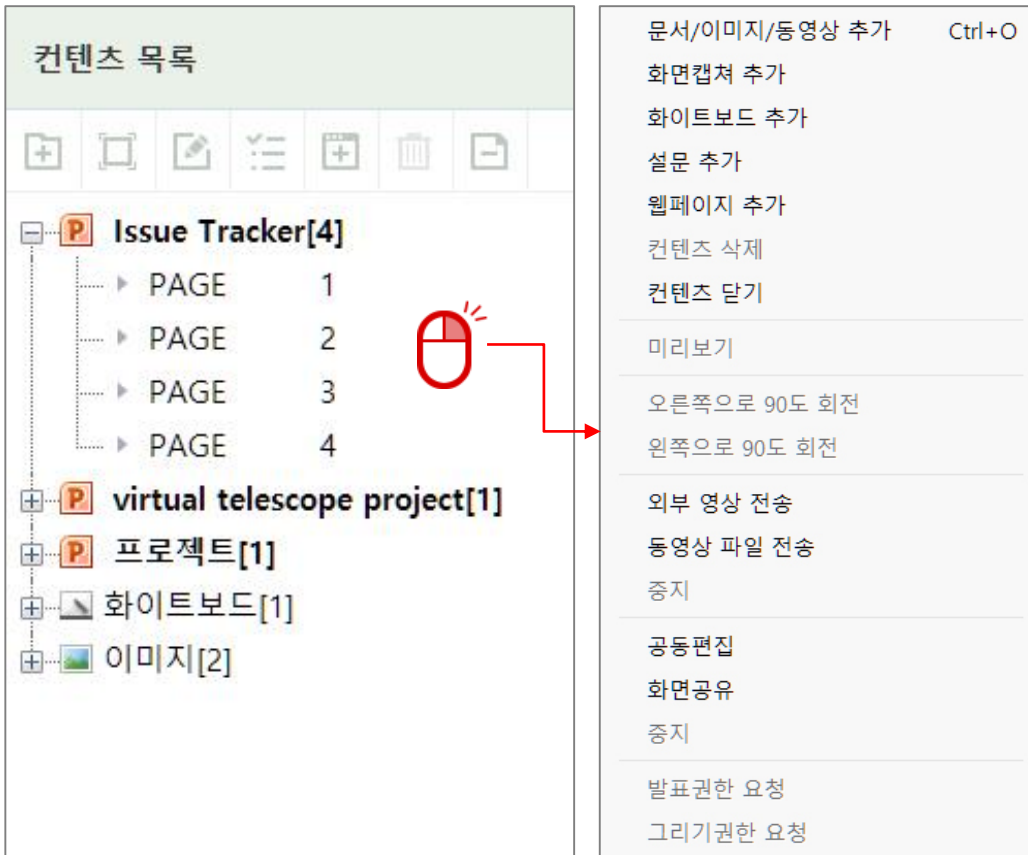 컨텐츠 목록
Issue Tracker[4]
PAGE 1
PAGE 2
PAGE 3
PAGE 4
virtual telescope project[1]
프로젝트[1]
화이트보드[1]
이미지[2]
문서/이미지/동영상 추가 Ctrl+O
화면캡쳐 추가
화이트보드 추가
설문 추가
웹페이지 추가
컨텐츠 삭제
컨텐츠 닫기
미리보기
오른쪽으로 90도 회전
왼쪽으로 90도 회전
외부 영상 전송
동영상 파일 전송
중지
공동편집
화면공유
중지
발표권한 요청
그리기권한 요청